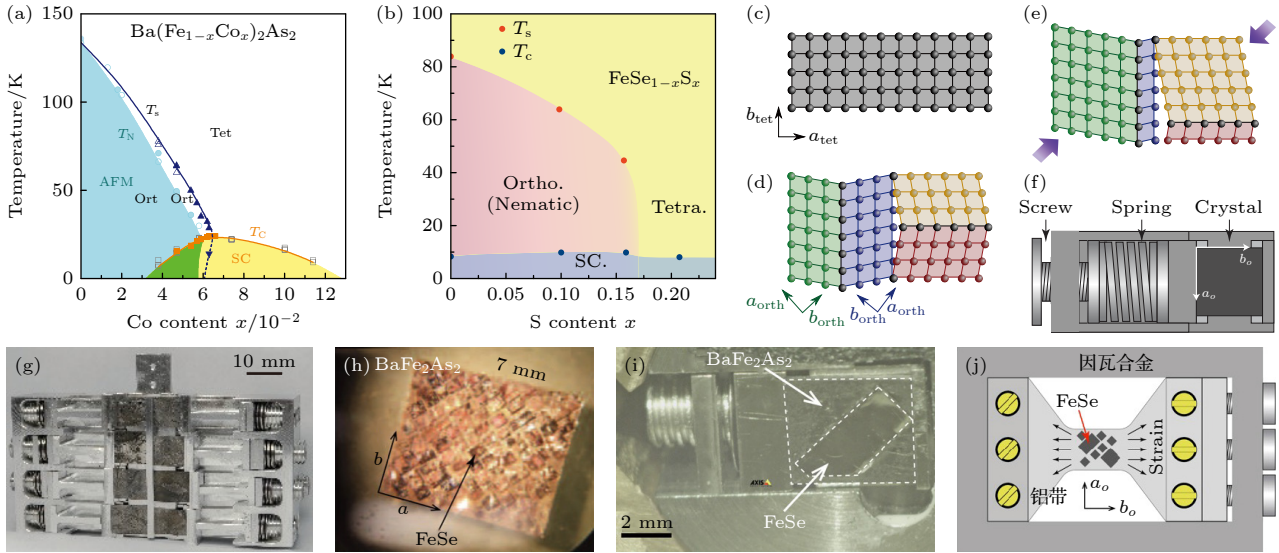 (a)
Ba(Fe1−xCox)2As2
Temperature/K
150
100
50
0
Ts
TN
Tet
AFM
Ort
Ort
TC
SC
0
2
4
6
8
10
12
Co content x/10−2
(b)
Temperature/K
100
80
60
40
20
0
Ts
Tc
FeSe1−xSx
Ortho.
(Nematic)
Tetra.
SC.
0
0.05
0.10
0.15
0.20
S content x
(c)
btet
atet
(d)
aorth
borth
borth
aorth
(e)
(f)
Screw
Spring
Crystal
bo
ao
(g)
10 mm
(h)
BaFe2As2
7 mm
b
a
FeSe
(i)
BaFe2As2
AXIS
FeSe
2 mm
(j)
因瓦合金
FeSe
Strain
铝带
ao
bo